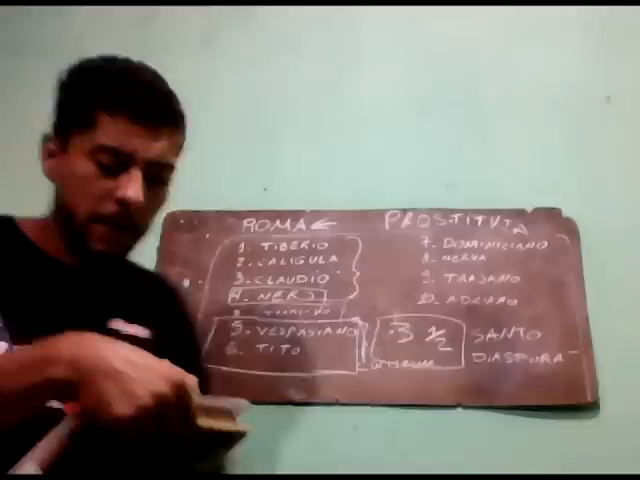 ROMA ←
1. TIBERIO
2. CALIGULA
3. CLAUDIO
4. NERO
5. VESPASIANO
6. TITO
PROSTITUTA
7. DOMINICIANO
8. NERVA
9. TRAJANO
10. ADRIANO
3 1/2
SANTO
DIASPORA